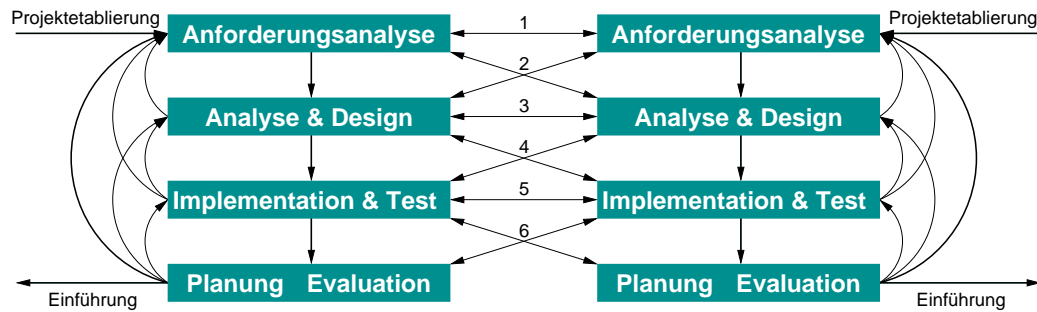 Projektetablierung
1
Projektetablierung
Anforderungsanalyse
Anforderungsanalyse
2
Analyse & Design
3
Analyse & Design
4
Implementation & Test
5
Implementation & Test
6
Planung Evaluation
Planung Evaluation
Einführung
Einführung